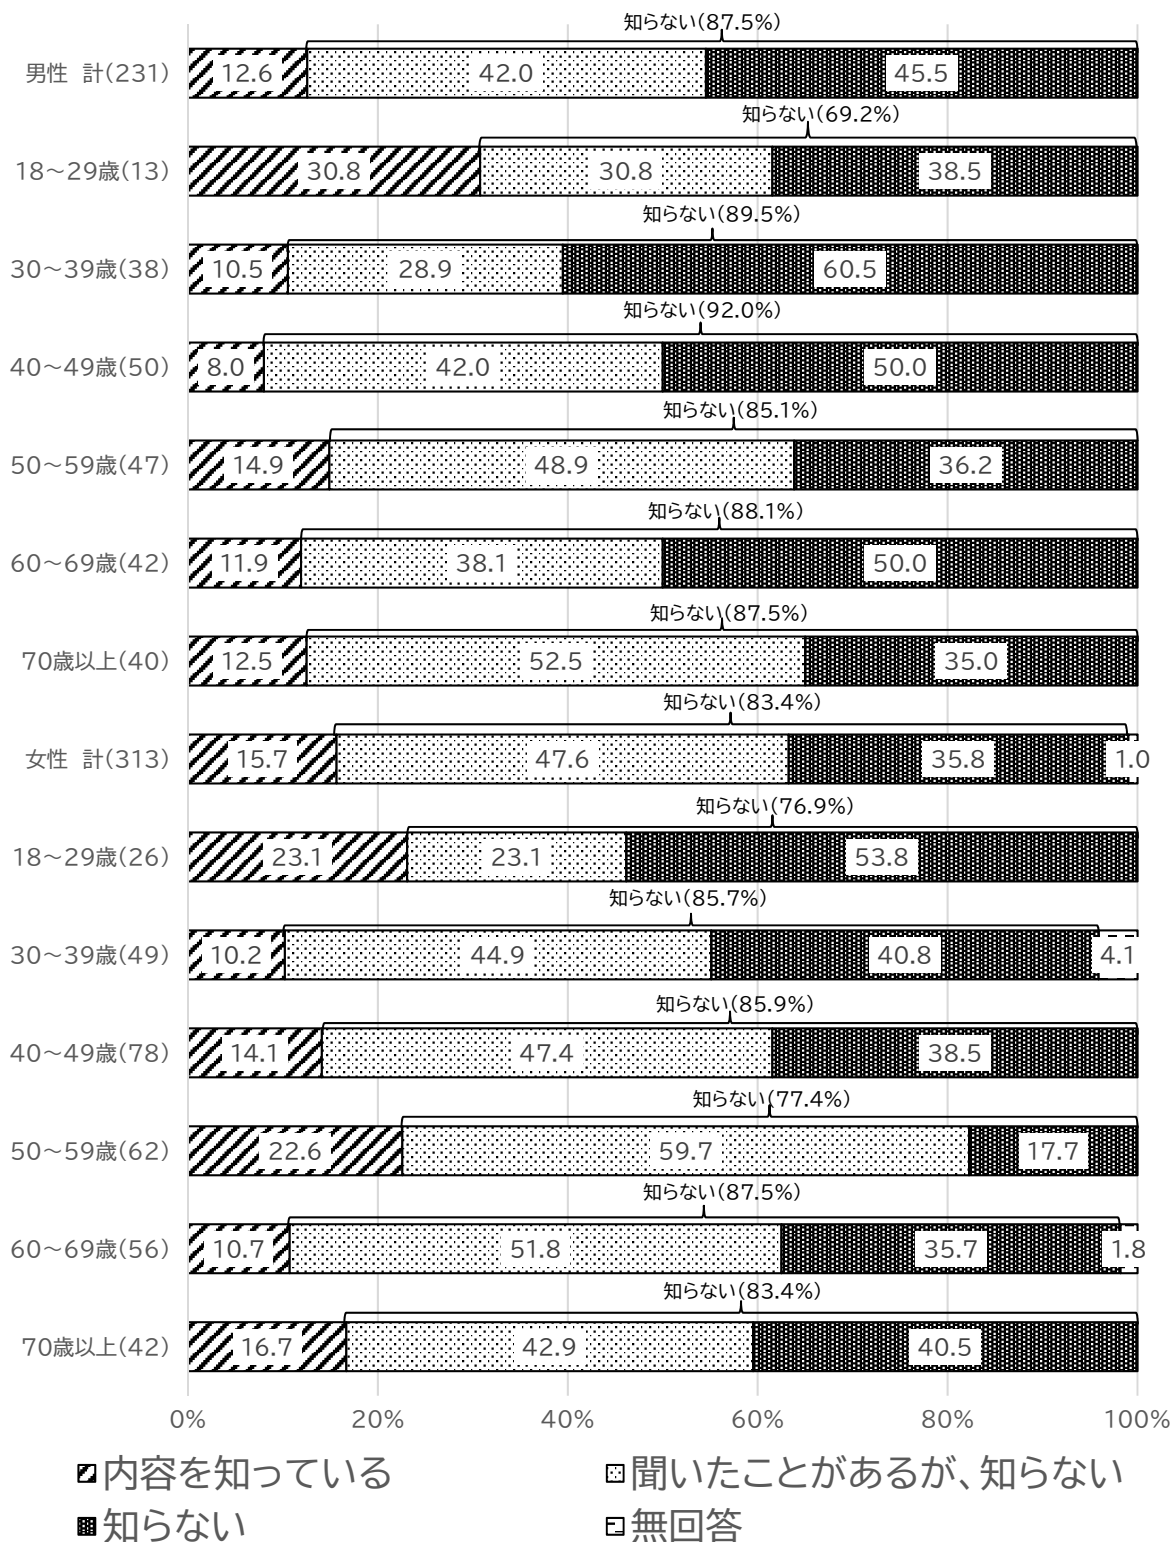 知らない(87.5%)
男性 計(231) 12.6 42.0 45.5
知らない(69.2%)
18～29歳(13) 30.8 30.8 38.5
知らない(89.5%)
30～39歳(38) 10.5 28.9 60.5
知らない(92.0%)
40～49歳(50) 8.0 42.0 50.0
知らない(85.1%)
50～59歳(47) 14.9 48.9 36.2
知らない(88.1%)
60～69歳(42) 11.9 38.1 50.0
知らない(87.5%)
70歳以上(40) 12.5 52.5 35.0
知らない(83.4%)
女性 計(313) 15.7 47.6 35.8 1.0
知らない(76.9%)
18～29歳(26) 23.1 23.1 53.8
知らない(85.7%)
30～39歳(49) 10.2 44.9 40.8 4.1
知らない(85.9%)
40～49歳(78) 14.1 47.4 38.5
知らない(77.4%)
50～59歳(62) 22.6 59.7 17.7
知らない(87.5%)
60～69歳(56) 10.7 51.8 35.7 1.8
知らない(83.4%)
70歳以上(42) 16.7 42.9 40.5
0% 20% 40% 60% 80% 100%
内容を知っている 聞いたことがあるが、知らない
知らない 無回答